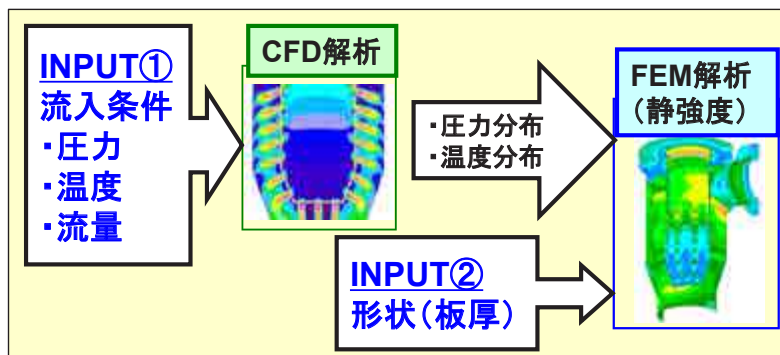 INPUT①
流入条件
・圧力
・温度
・流量
CFD解析
・圧力分布
・温度分布
FEM解析
（静強度）
INPUT②
形状（板厚）